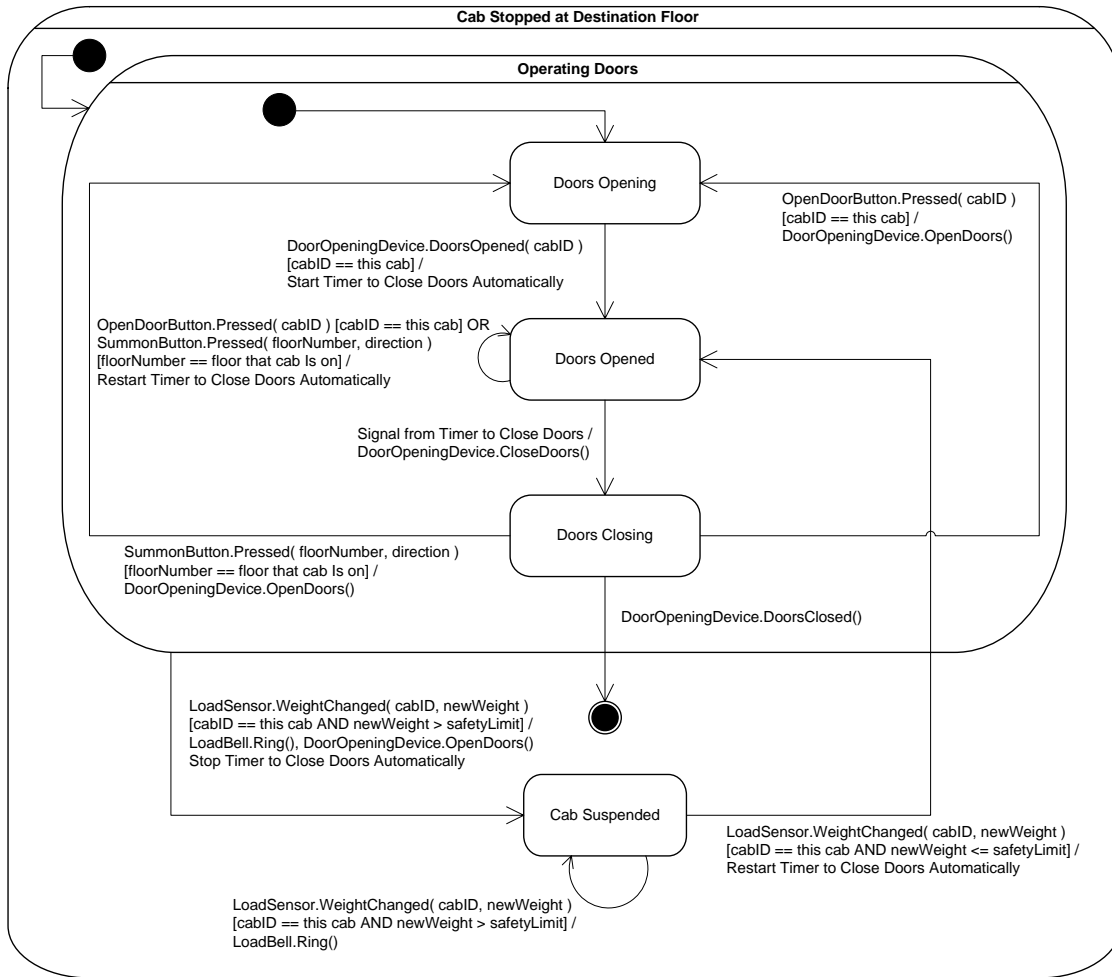 Cab Stopped at Destination Floor
Operating Doors
Doors Opening
OpenDoorButton.Pressed( cabID )
[cabID == this cab] /
DoorOpeningDevice.OpenDoors()
DoorOpeningDevice.DoorsOpened( cabID )
[cabID == this cab] /
Start Timer to Close Doors Automatically
OpenDoorButton.Pressed( cabID ) [cabID == this cab] OR
SummonButton.Pressed( floorNumber, direction )
[floorNumber == floor that cab Is on] /
Restart Timer to Close Doors Automatically
Doors Opened
Signal from Timer to Close Doors /
DoorOpeningDevice.CloseDoors()
Doors Closing
SummonButton.Pressed( floorNumber, direction )
[floorNumber == floor that cab Is on] /
DoorOpeningDevice.OpenDoors()
DoorOpeningDevice.DoorsClosed()
LoadSensor.WeightChanged( cabID, newWeight )
[cabID == this cab AND newWeight > safetyLimit] /
LoadBell.Ring(), DoorOpeningDevice.OpenDoors()
Stop Timer to Close Doors Automatically
Cab Suspended
LoadSensor.WeightChanged( cabID, newWeight )
[cabID == this cab AND newWeight <= safetyLimit] /
Restart Timer to Close Doors Automatically
LoadSensor.WeightChanged( cabID, newWeight )
[cabID == this cab AND newWeight > safetyLimit] /
LoadBell.Ring()